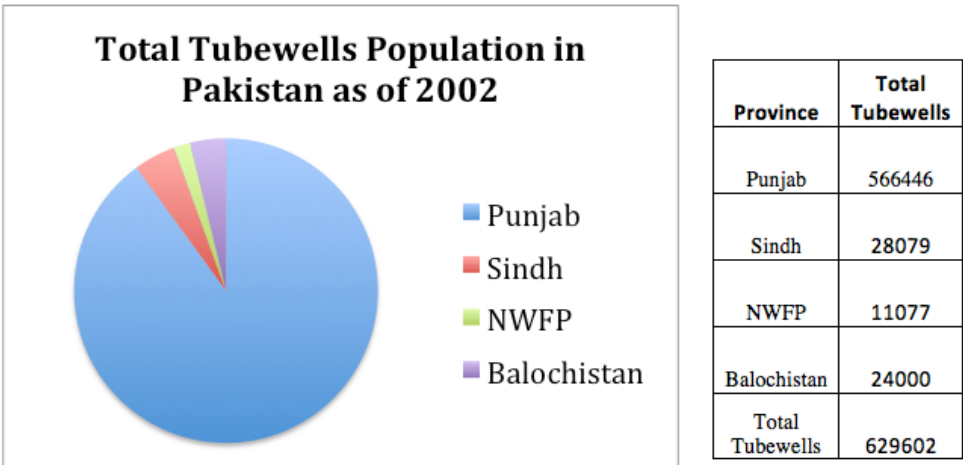 Total Tubewells Population in
Pakistan as of 2002
Punjab
Sindh
NWFP
Balochistan
Province Total
Tubewells
Punjab 566446
Sindh 28079
NWFP 11077
Balochistan 24000
Total
Tubewells 629602